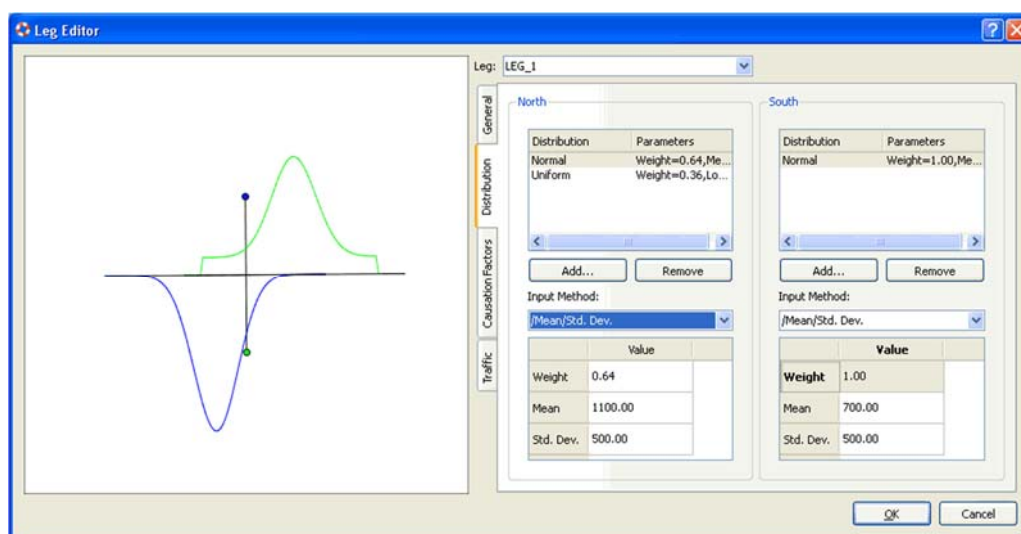 Leg Editor
Leg: LEG_1
General
Distribution
Causation Factors
Traffic
North
Distribution Parameters
Normal Weight=0.64,Me...
Uniform Weight=0.36,Lo...
Add... Remove
Input Method:
/Mean/Std. Dev.
Value
Weight 0.64
Mean 1100.00
Std. Dev. 500.00
South
Distribution Parameters
Normal Weight=1.00,Me...
Add... Remove
Input Method:
/Mean/Std. Dev.
Value
Weight 1.00
Mean 700.00
Std. Dev. 500.00
OK Cancel